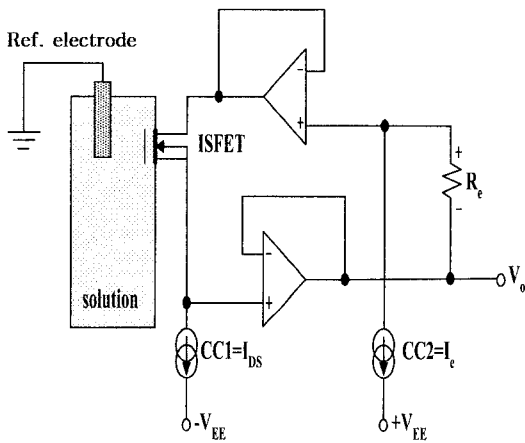 Ref. electrode
ISFET
solution
- +
+
R_e
-
- +
V_o
CC1=I_DS
CC2=I_e
-V_EE
+V_EE